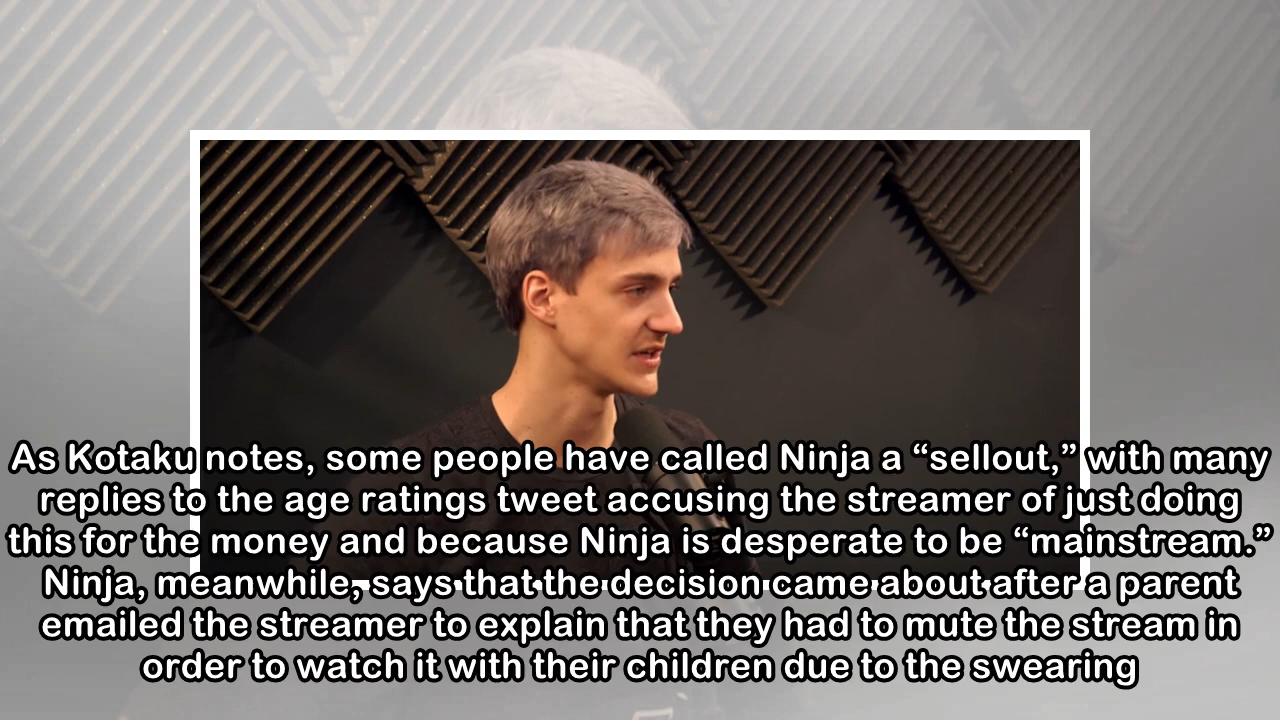 As Kotaku notes, some people have called Ninja a “sellout,” with many
replies to the age ratings tweet accusing the streamer of just doing
this for the money and because Ninja is desperate to be “mainstream.”
Ninja, meanwhile, says that the decision came about after a parent
emailed the streamer to explain that they had to mute the stream in
order to watch it with their children due to the swearing